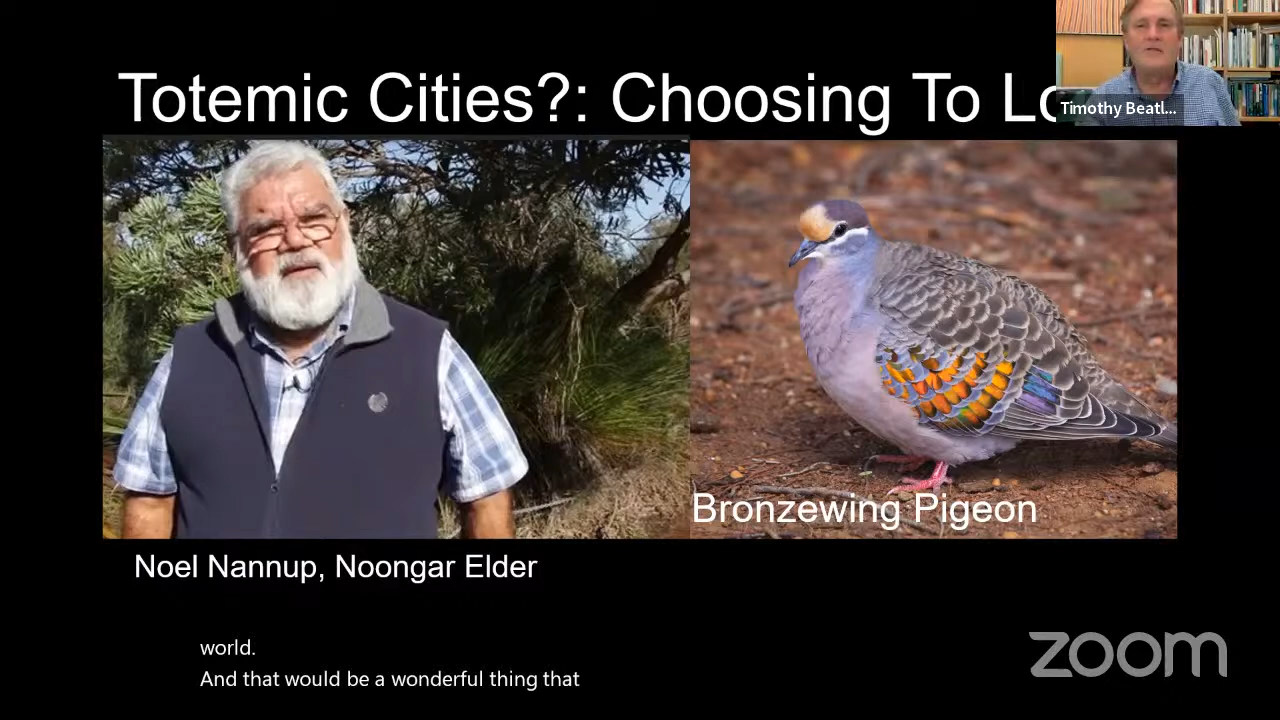 Totemic Cities?: Choosing To Lo
Timothy Beatl...
Bronzewing Pigeon
Noel Nannup, Noongar Elder
world.
And that would be a wonderful thing that
zoom